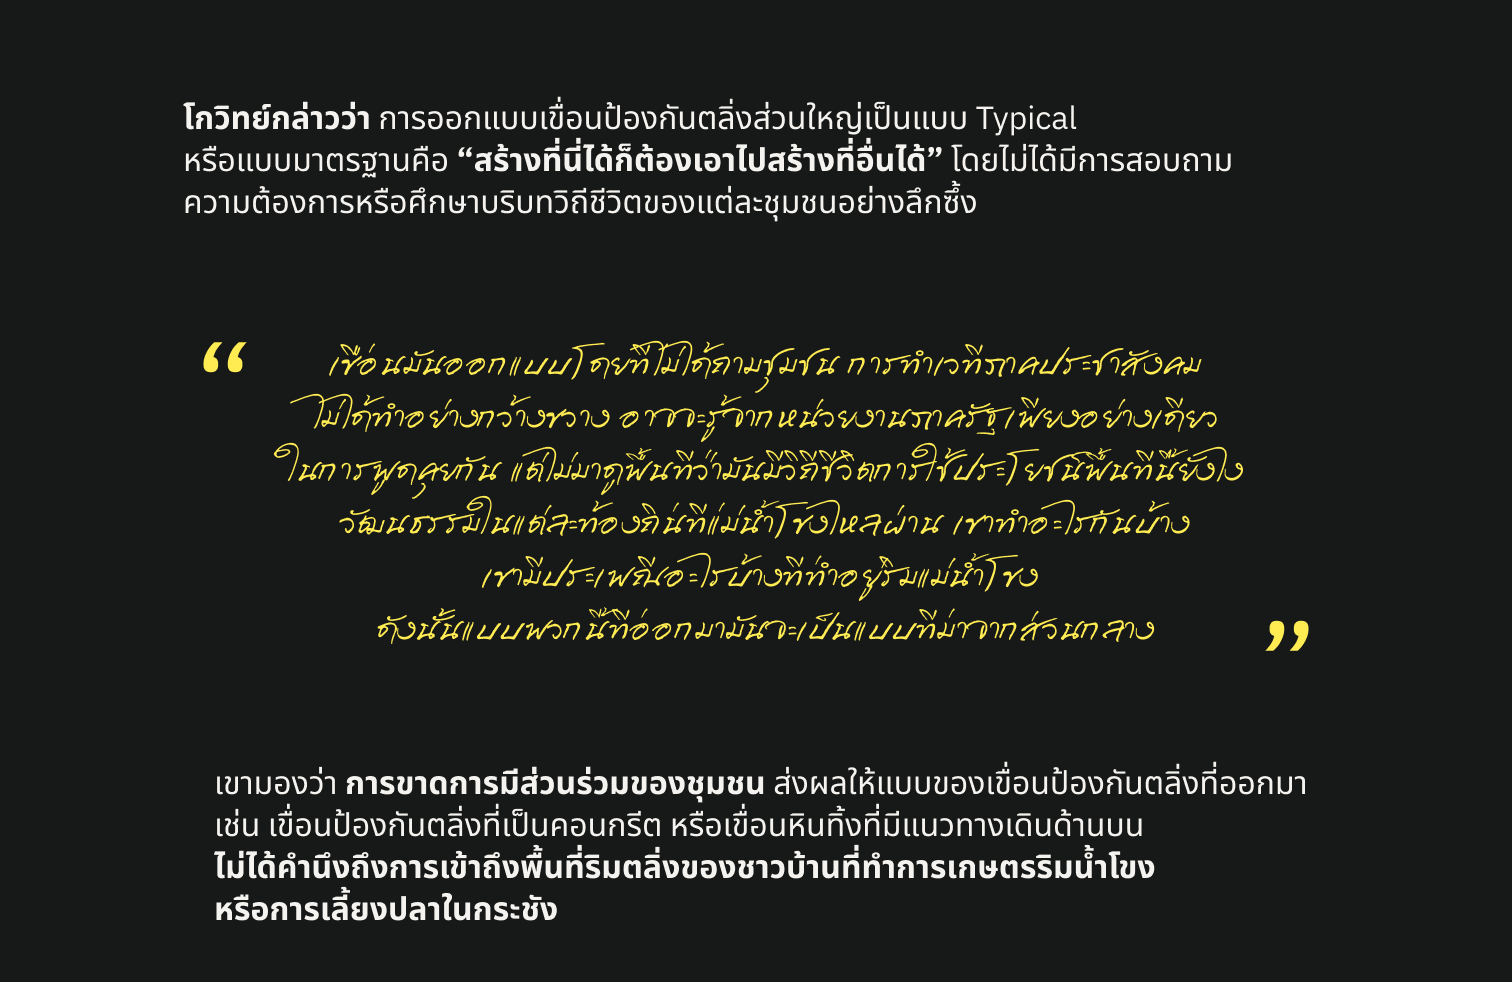 โกวิทย์กล่าวว่า การออกแบบเขื่อนป้องกันตลิ่งส่วนใหญ่เป็นแบบ Typical
หรือแบบมาตรฐานคือ “สร้างที่นี่ได้ก็ต้องเอาไปสร้างที่อื่นได้” โดยไม่ได้มีการสอบถาม
ความต้องการหรือศึกษาบริบทวิถีชีวิตของแต่ละชุมชนอย่างลึกซึ้ง
“ เขื่อนมันออกแบบโดยที่ไม่ได้ถามชุมชน การทำเวทีภาคประชาสังคม
ไม่ได้ทำอย่างกว้างขวาง อาจจะรู้จากหน่วยงานภาครัฐเพียงอย่างเดียว
ในการพูดคุยกัน แต่ไม่มาดูพื้นที่ว่ามันมีวิถีชีวิตการใช้ประโยชน์พื้นที่นี้ยังไง
วัฒนธรรมในแต่ละท้องถิ่นที่แม่น้ำโขงไหลผ่าน เขาทำอะไรกันบ้าง
เขามีประเพณีอะไรบ้างที่ทำอยู่ริมแม่น้ำโขง
ดังนั้นแบบพวกนี้ที่ออกมามันจะเป็นแบบที่มาจากส่วนกลาง ”
เขามองว่า การขาดการมีส่วนร่วมของชุมชน ส่งผลให้แบบของเขื่อนป้องกันตลิ่งที่ออกมา
เช่น เขื่อนป้องกันตลิ่งที่เป็นคอนกรีต หรือเขื่อนหินทิ้งที่มีแนวทางเดินด้านบน
ไม่ได้คำนึงถึงการเข้าถึงพื้นที่ริมตลิ่งของชาวบ้านที่ทำการเกษตรริมน้ำโขง
หรือการเลี้ยงปลาในกระชัง